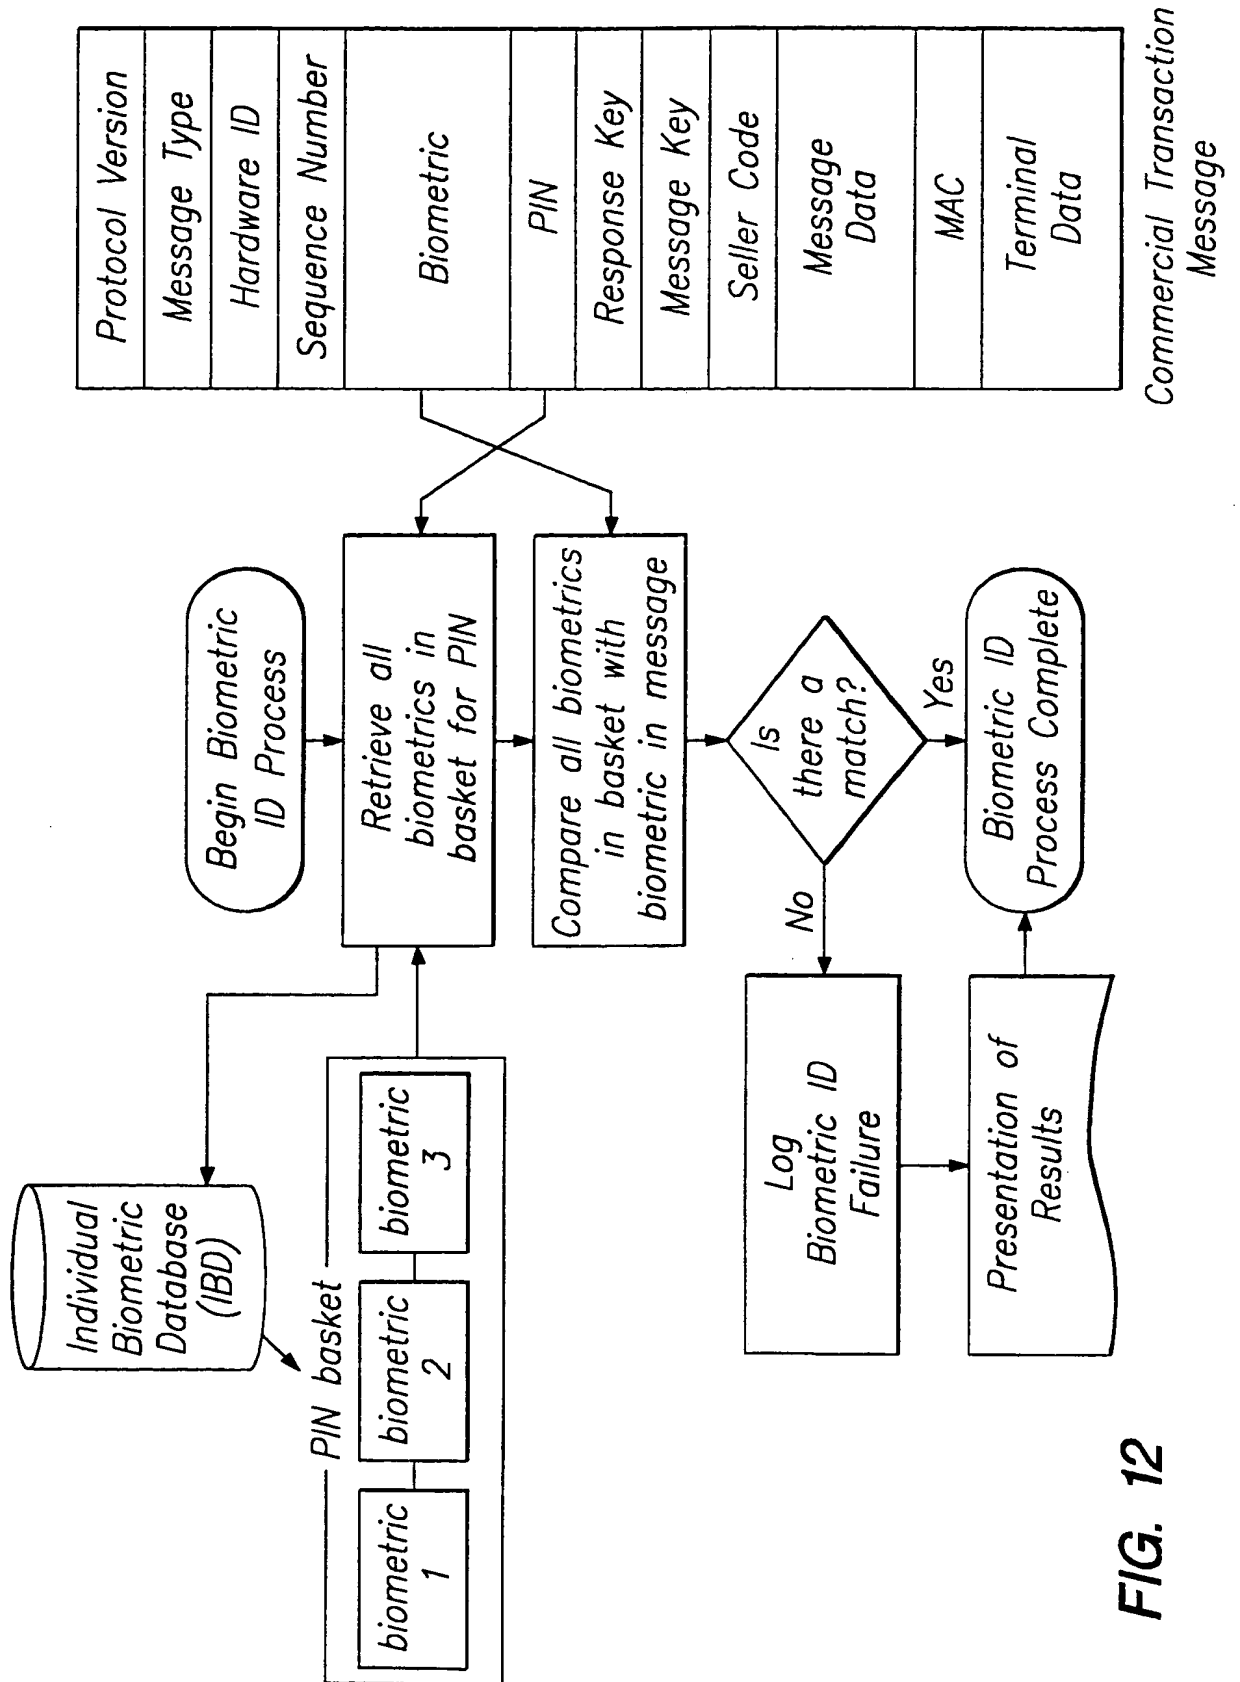 Individual
Biometric
Database
(IBD)
PIN basket
biometric
1
biometric
2
biometric
3
Begin Biometric
ID Process
Retrieve all
biometrics in
basket for PIN
Compare all biometrics
in basket with
biometric in message
Is
there a
match?
No
Yes
Log
Biometric ID
Failure
Presentation of
Results
Biometric ID
Process Complete
Protocol Version
Message Type
Hardware ID
Sequence Number
Biometric
PIN
Response Key
Message Key
Seller Code
Message
Data
MAC
Terminal
Data
Commercial Transaction
Message
FIG. 12